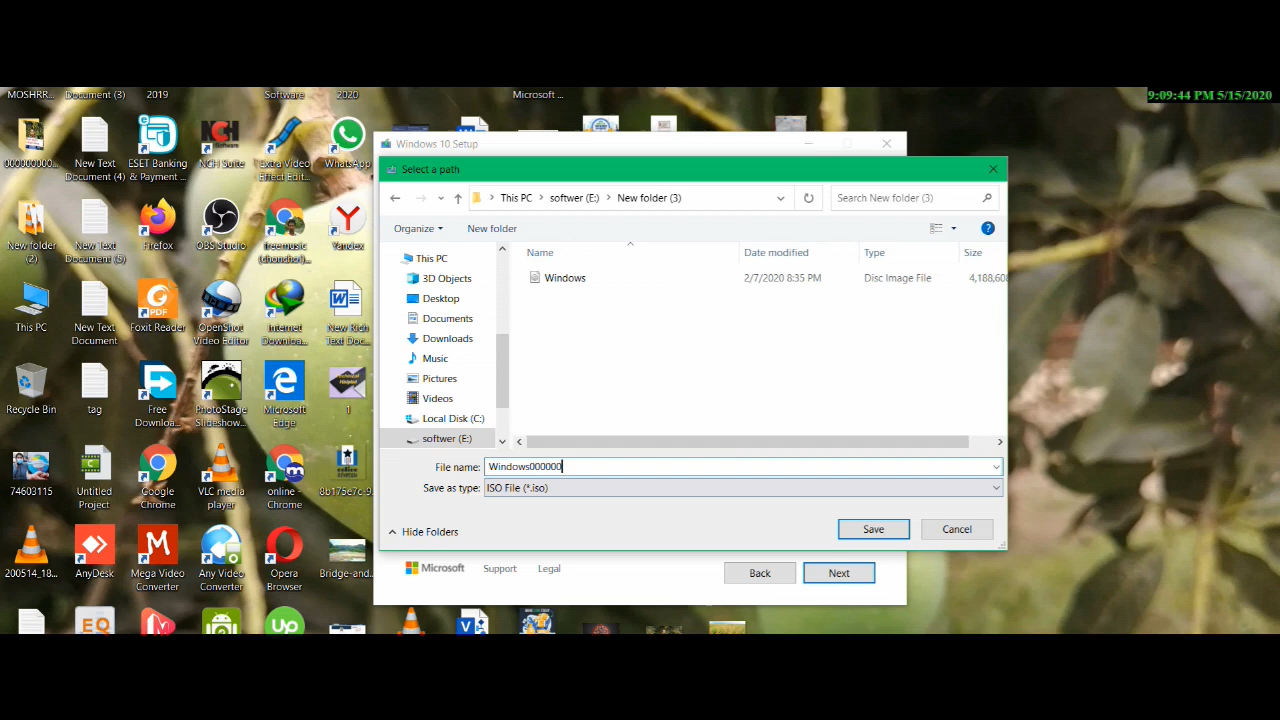 MOSHRR...
Document (3)
2019
Software
2020
Microsoft ...
9:09:44 PM 5/15/2020
000000000...
New Text
Document (4)
ESET Banking
& Payment ...
NCH Suite
Extra Video
Effect Edit...
WhatsApp
New folder
(2)
New Text
Document (5)
Firefox
OBS Studio
freemusic
Yandex
This PC
New Text
Document
Foxit Reader
PDF
OpenShot
Video Editor
Internet
Downloa...
New Rich
Text Doc...
Recycle Bin
tag
Free
Downloa...
PhotoStage
Slideshow...
Microsoft
Edge
1
74603115
Untitled
Project
Google
Chrome
VLC media
player
online -
Chrome
8b175e7c-9...
200514_18...
AnyDesk
Mega Video
Converter
Any Video
Converter
Opera
Browser
Bridge-and...
EQ
Up
Windows 10 Setup
Select a path
This PC > softwer (E:) > New folder (3)
Search New folder (3)
Organize
New folder
Name
Date modified
Type
Size
Windows
2/7/2020 8:35 PM
Disc Image File
4,188,608
This PC
3D Objects
Desktop
Documents
Downloads
Music
Pictures
Videos
Local Disk (C:)
softwer (E:)
File name: Windows000000
Save as type: ISO File (*.iso)
Hide Folders
Save
Cancel
Microsoft
Support
Legal
Back
Next